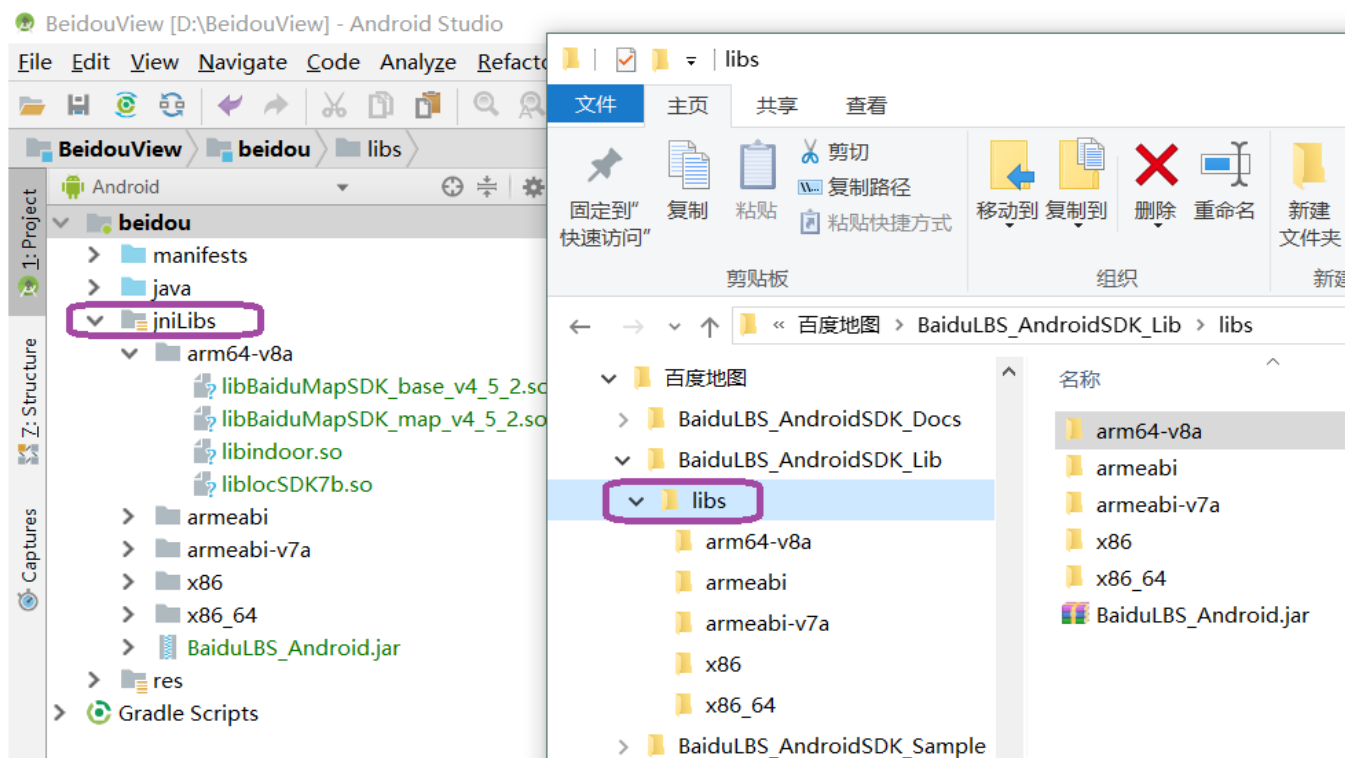 BeidouView [D:\BeidouView] - Android Studio
File Edit View Navigate Code Analyze Refacto
BeidouView beidou libs
1: Project
Z: Structure
Captures
Android
beidou
manifests
java
jniLibs
arm64-v8a
libBaiduMapSDK_base_v4_5_2.so
libBaiduMapSDK_map_v4_5_2.so
libindoor.so
liblocSDK7b.so
armeabi
armeabi-v7a
x86
x86_64
BaiduLBS_Android.jar
res
Gradle Scripts
libs
文件 主页 共享 查看
固定到"
快速访问"
复制
粘贴
剪切
复制路径
粘贴快捷方式
移动到 复制到 删除 重命名
新建
文件夹
剪贴板 组织 新建
« 百度地图 > BaiduLBS_AndroidSDK_Lib > libs
百度地图
BaiduLBS_AndroidSDK_Docs
BaiduLBS_AndroidSDK_Lib
libs
arm64-v8a
armeabi
armeabi-v7a
x86
x86_64
BaiduLBS_AndroidSDK_Sample
名称
arm64-v8a
armeabi
armeabi-v7a
x86
x86_64
BaiduLBS_Android.jar